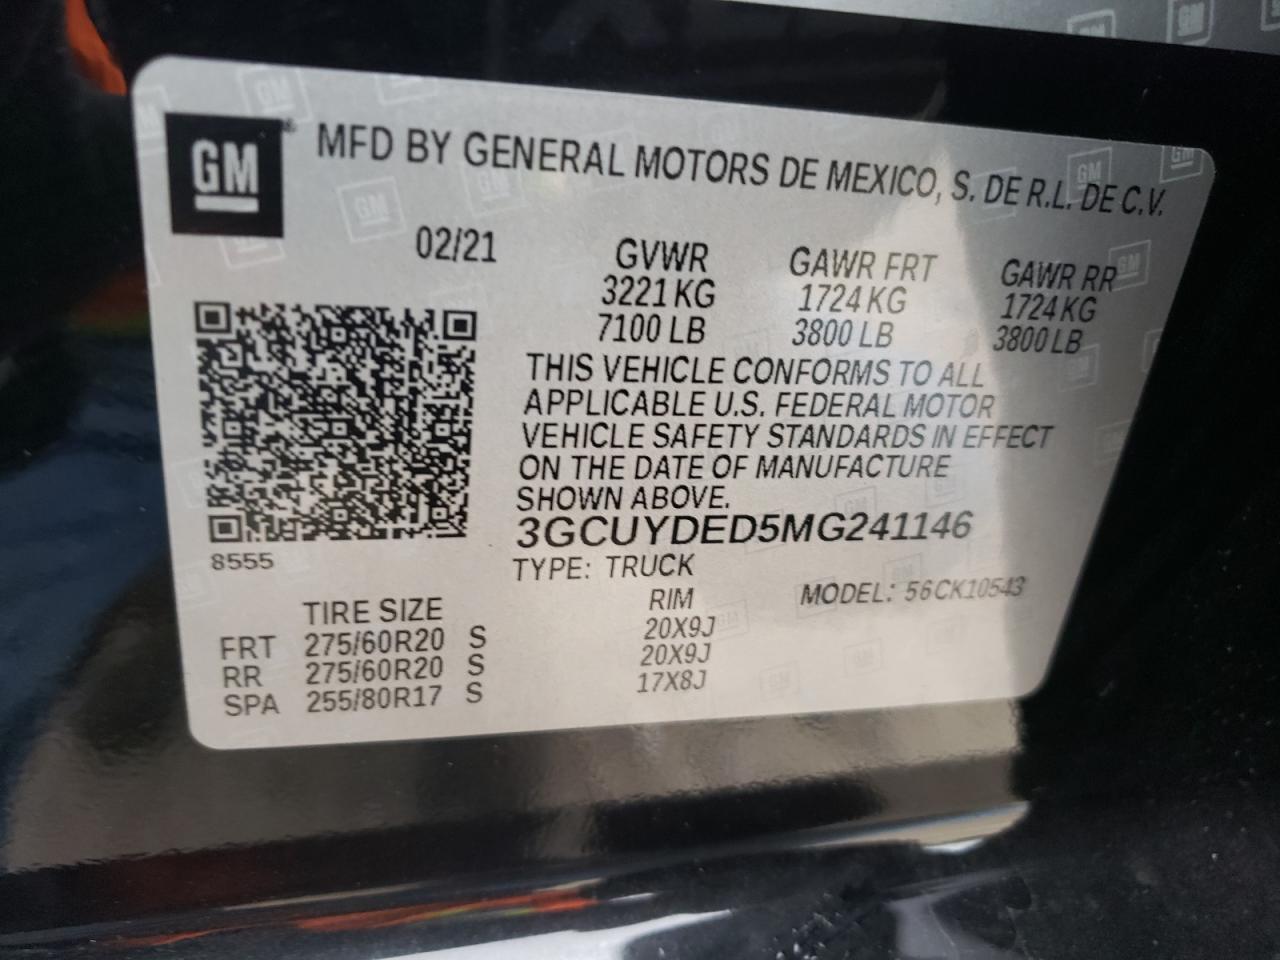 GM
MFD BY GENERAL MOTORS DE MEXICO, S. DE R.L. DE C.V.
02/21
GVWR GAWR FRT GAWR RR
3221 KG 1724 KG 1724 KG
7100 LB 3800 LB 3800 LB
THIS VEHICLE CONFORMS TO ALL
APPLICABLE U.S. FEDERAL MOTOR
VEHICLE SAFETY STANDARDS IN EFFECT
ON THE DATE OF MANUFACTURE
SHOWN ABOVE.
3GCUYDED5MG241146
8555
TYPE: TRUCK
MODEL: 56CK10543
TIRE SIZE RIM
FRT 275/60R20 S 20X9J
RR 275/60R20 S 20X9J
SPA 255/80R17 S 17X8J